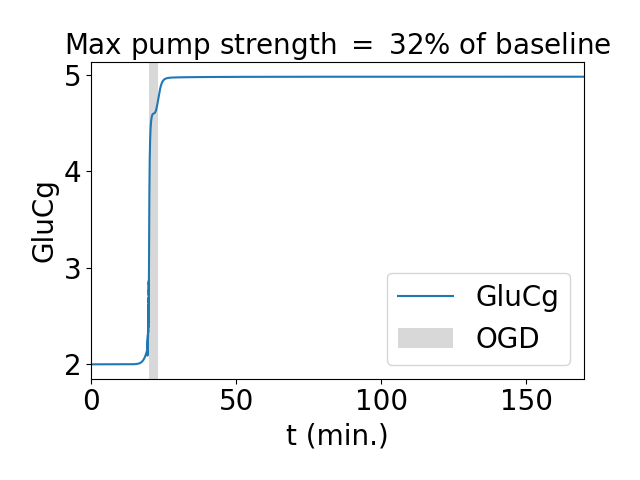 Max pump strength = 32% of baseline
GluCg
5
4
3
2
0
50
100
150
t (min.)
GluCg
OGD